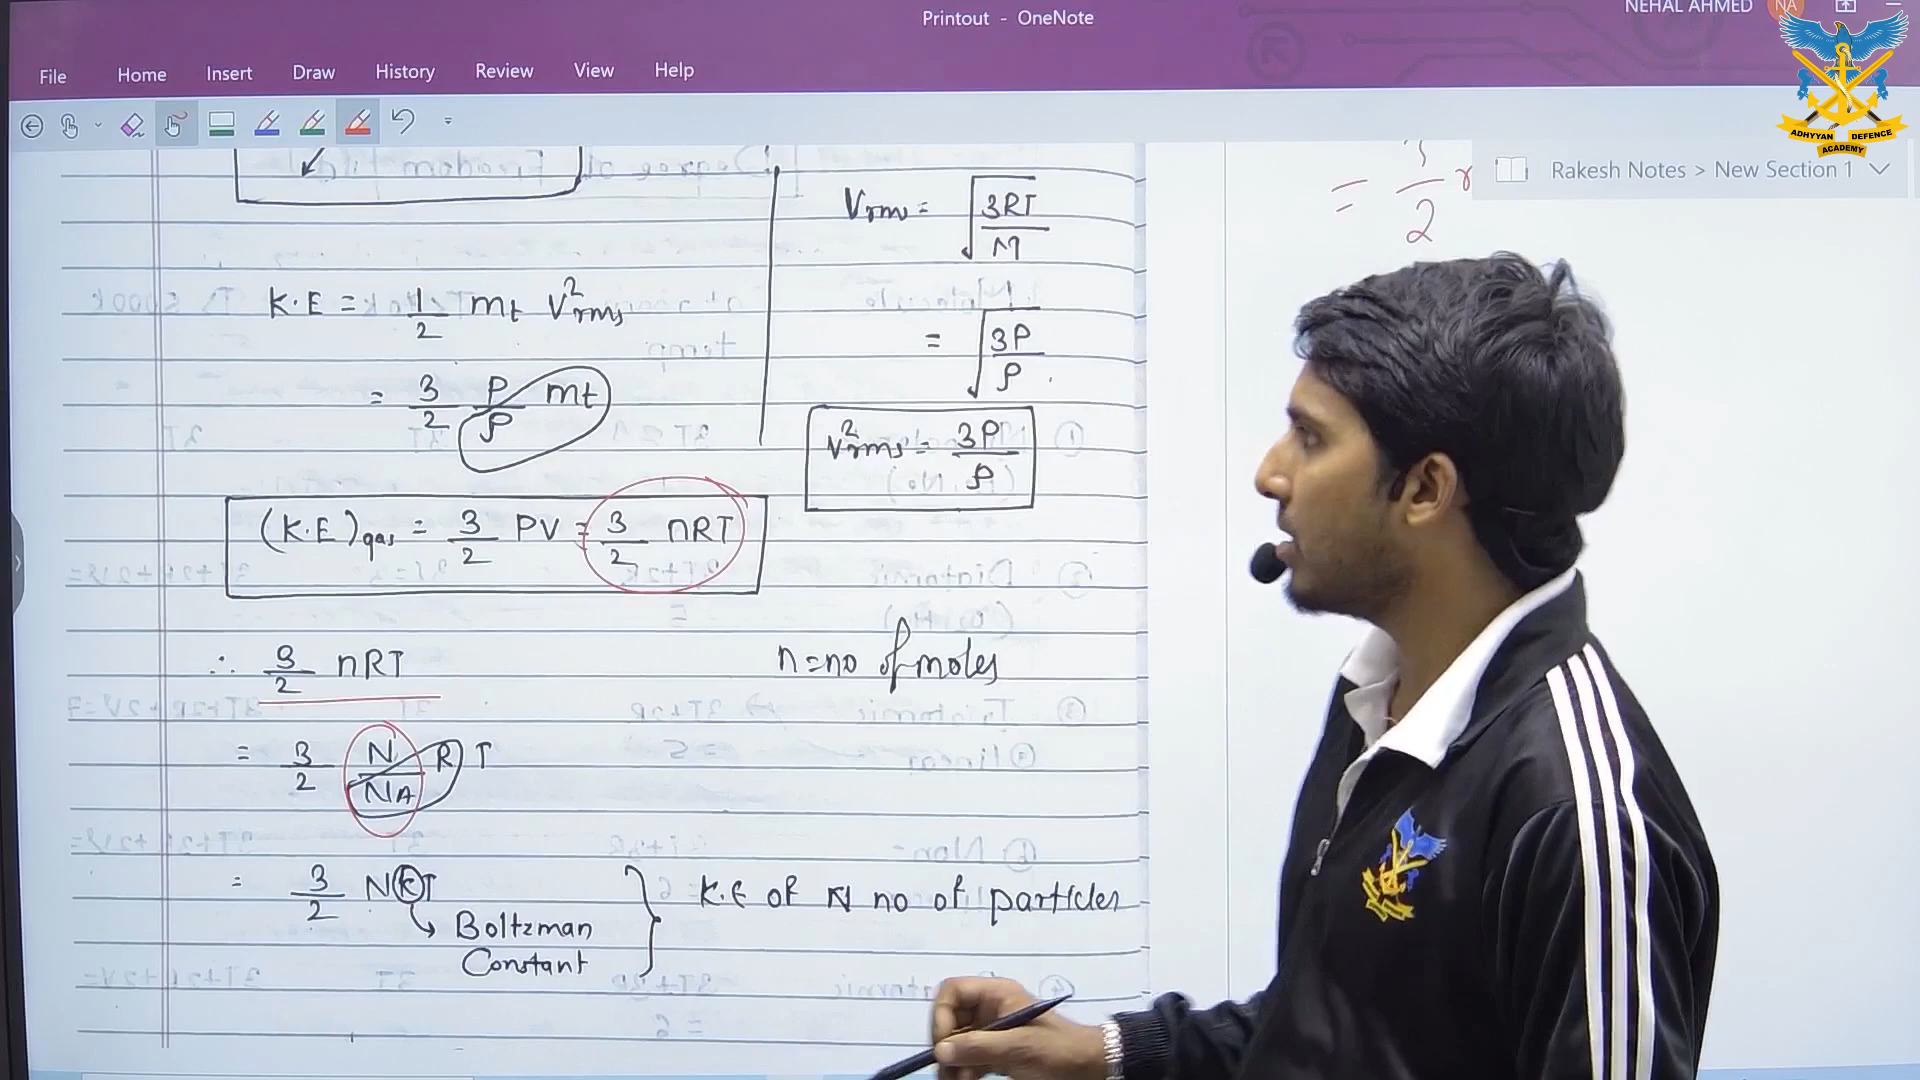 Printout - OneNote
NEHAL AHMED NA
File Home Insert Draw History Review View Help
ADHYYAN DEFENCE
ACADEMY
Rakesh Notes > New Section 1
Vrms = √3RT/M
K.E = 1/2 mt V²rms
= √3P/ρ
= 3/2 P/ρ mt
V²rms = 3P/ρ
(K.E)gas = 3/2 PV = 3/2 nRT
∴ 3/2 nRT
n = no of moles
= 3/2 N/NA R T
= 3/2 NkT } K.E of N no of particles
↳ Boltzman
Constant